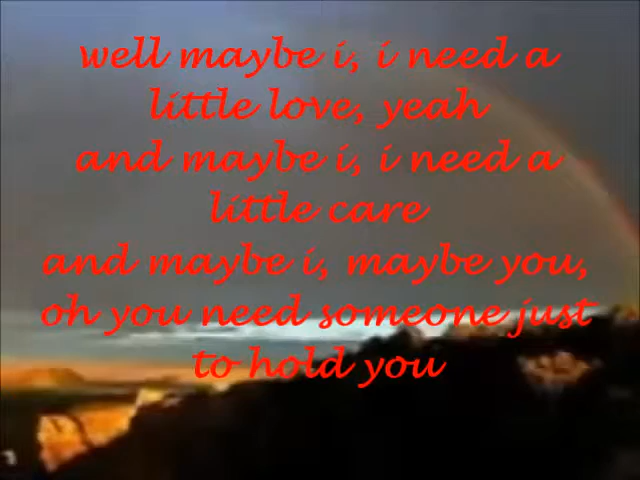 well maybe i, i need a
little love, yeah
and maybe i, i need a
little care
and maybe i, maybe you,
oh you need someone just
to hold you